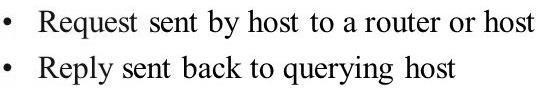 • Request sent by host to a router or host
• Reply sent back to querying host